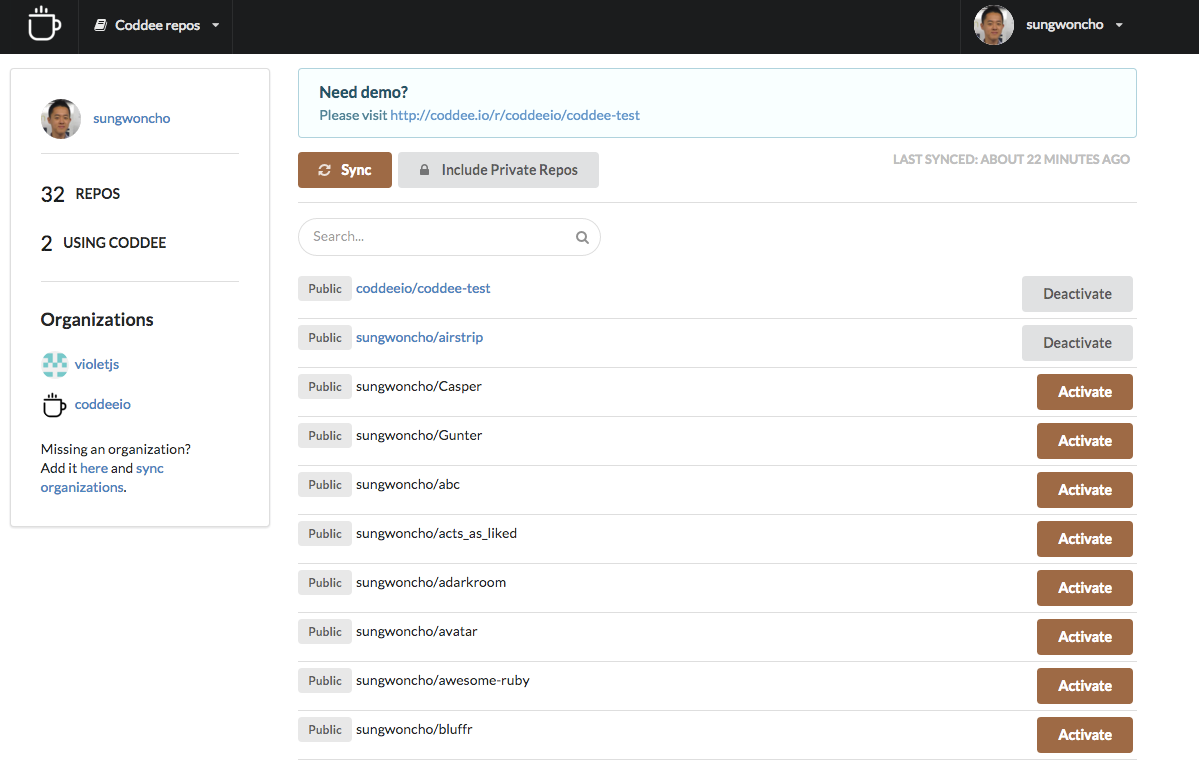 Coddee repos
sungwoncho
sungwoncho
32 REPOS
2 USING CODDEE
Organizations
violetjs
coddeeio
Missing an organization?
Add it here and sync
organizations.
Need demo?
Please visit http://coddee.io/r/coddeeio/coddee-test
Sync
Include Private Repos
LAST SYNCED: ABOUT 22 MINUTES AGO
Search...
Public coddeeio/coddee-test Deactivate
Public sungwoncho/airstrip Deactivate
Public sungwoncho/Casper Activate
Public sungwoncho/Gunter Activate
Public sungwoncho/abc Activate
Public sungwoncho/acts_as_liked Activate
Public sungwoncho/adarkroom Activate
Public sungwoncho/avatar Activate
Public sungwoncho/awesome-ruby Activate
Public sungwoncho/bluffr Activate